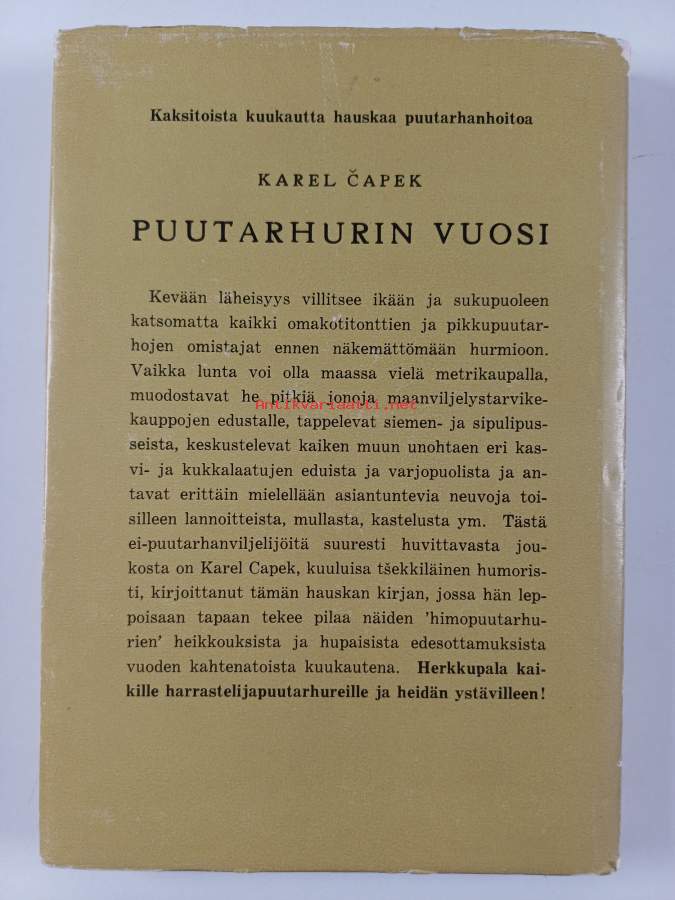 Kaksitoista kuukautta hauskaa puutarhanhoitoa
KAREL ČAPEK
PUUTARHURIN VUOSI
Kevään läheisyys villitsee ikään ja sukupuoleen
katsomatta kaikki omakotitonttien ja pikkupuutar-
hojen omistajat ennen näkemättömään hurmioon.
Vaikka lunta voi olla maassa vielä metrikaupalla,
muodostavat he pitkiä jonoja maanviljelystarvike-
Antikvariaatti.net
kauppojen edustalle, tappelevat siemen- ja sipulipus-
seista, keskustelevat kaiken muun unohtaen eri kas-
vi- ja kukkalaatujen eduista ja varjopuolista ja an-
tavat erittäin mielellään asiantuntevia neuvoja toi-
silleen lannoitteista, mullasta, kastelusta ym. Tästä
ei-puutarhanviljelijöitä suuresti huvittavasta jou-
kosta on Karel Capek, kuuluisa tšekkiläinen humoris-
ti, kirjoittanut tämän hauskan kirjan, jossa hän lep-
poisaan tapaan tekee pilaa näiden 'himopuutarhu-
rien' heikkouksista ja hupaisista edesottamuksista
vuoden kahtenatoista kuukautena. Herkkupala kai-
kille harrastelijapuutarhureille ja heidän ystävilleen!